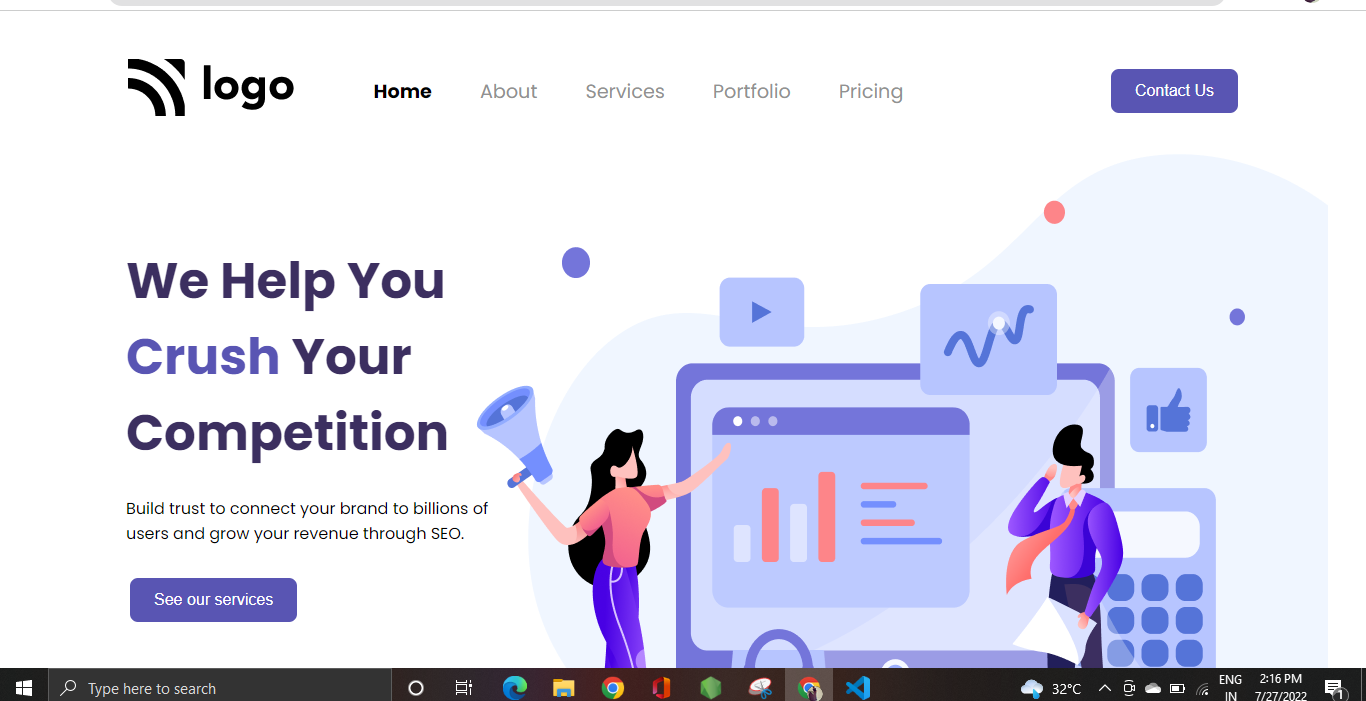 logo
Home About Services Portfolio Pricing
Contact Us
We Help You
Crush Your
Competition
Build trust to connect your brand to billions of
users and grow your revenue through SEO.
See our services
Type here to search
32°C
ENG
IN
2:16 PM
7/27/2022
1